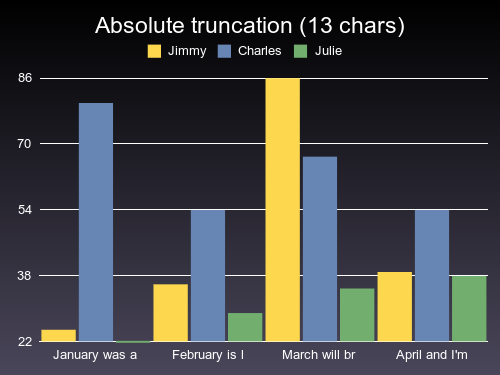 Absolute truncation (13 chars)
Jimmy Charles Julie
86
70
54
38
22
January was a February is l March will br April and I'm